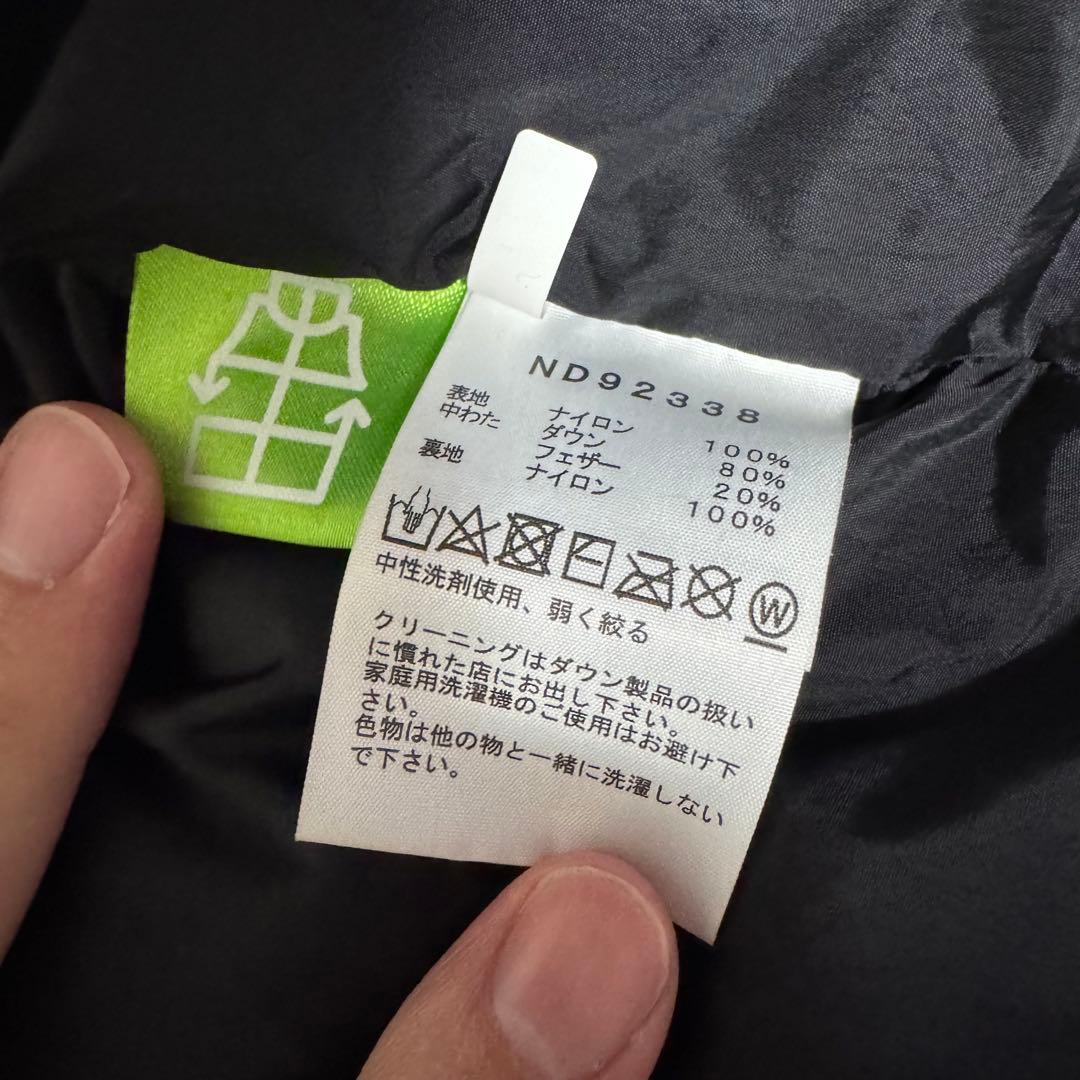 ND92338
表地 ナイロン 100%
中わた ダウン 80%
フェザー 20%
裏地 ナイロン 100%
W
中性洗剤使用、弱く絞る
クリーニングはダウン製品の扱い
に慣れた店にお出し下さい。
家庭用洗濯機のご使用はお避け下
さい。
色物は他の物と一緒に洗濯しない
で下さい。